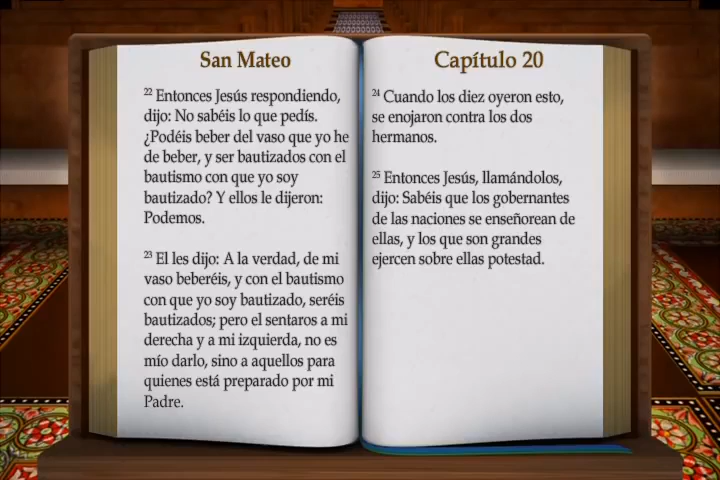 San Mateo
22 Entonces Jesús respondiendo,
dijo: No sabéis lo que pedís.
¿Podéis beber del vaso que yo he
de beber, y ser bautizados con el
bautismo con que yo soy
bautizado? Y ellos le dijeron:
Podemos.
23 El les dijo: A la verdad, de mi
vaso beberéis, y con el bautismo
con que yo soy bautizado, seréis
bautizados; pero el sentaros a mi
derecha y a mi izquierda, no es
mío darlo, sino a aquellos para
quienes está preparado por mi
Padre.
Capítulo 20
24 Cuando los diez oyeron esto,
se enojaron contra los dos
hermanos.
25 Entonces Jesús, llamándolos,
dijo: Sabéis que los gobernantes
de las naciones se enseñorean de
ellas, y los que son grandes
ejercen sobre ellas potestad.